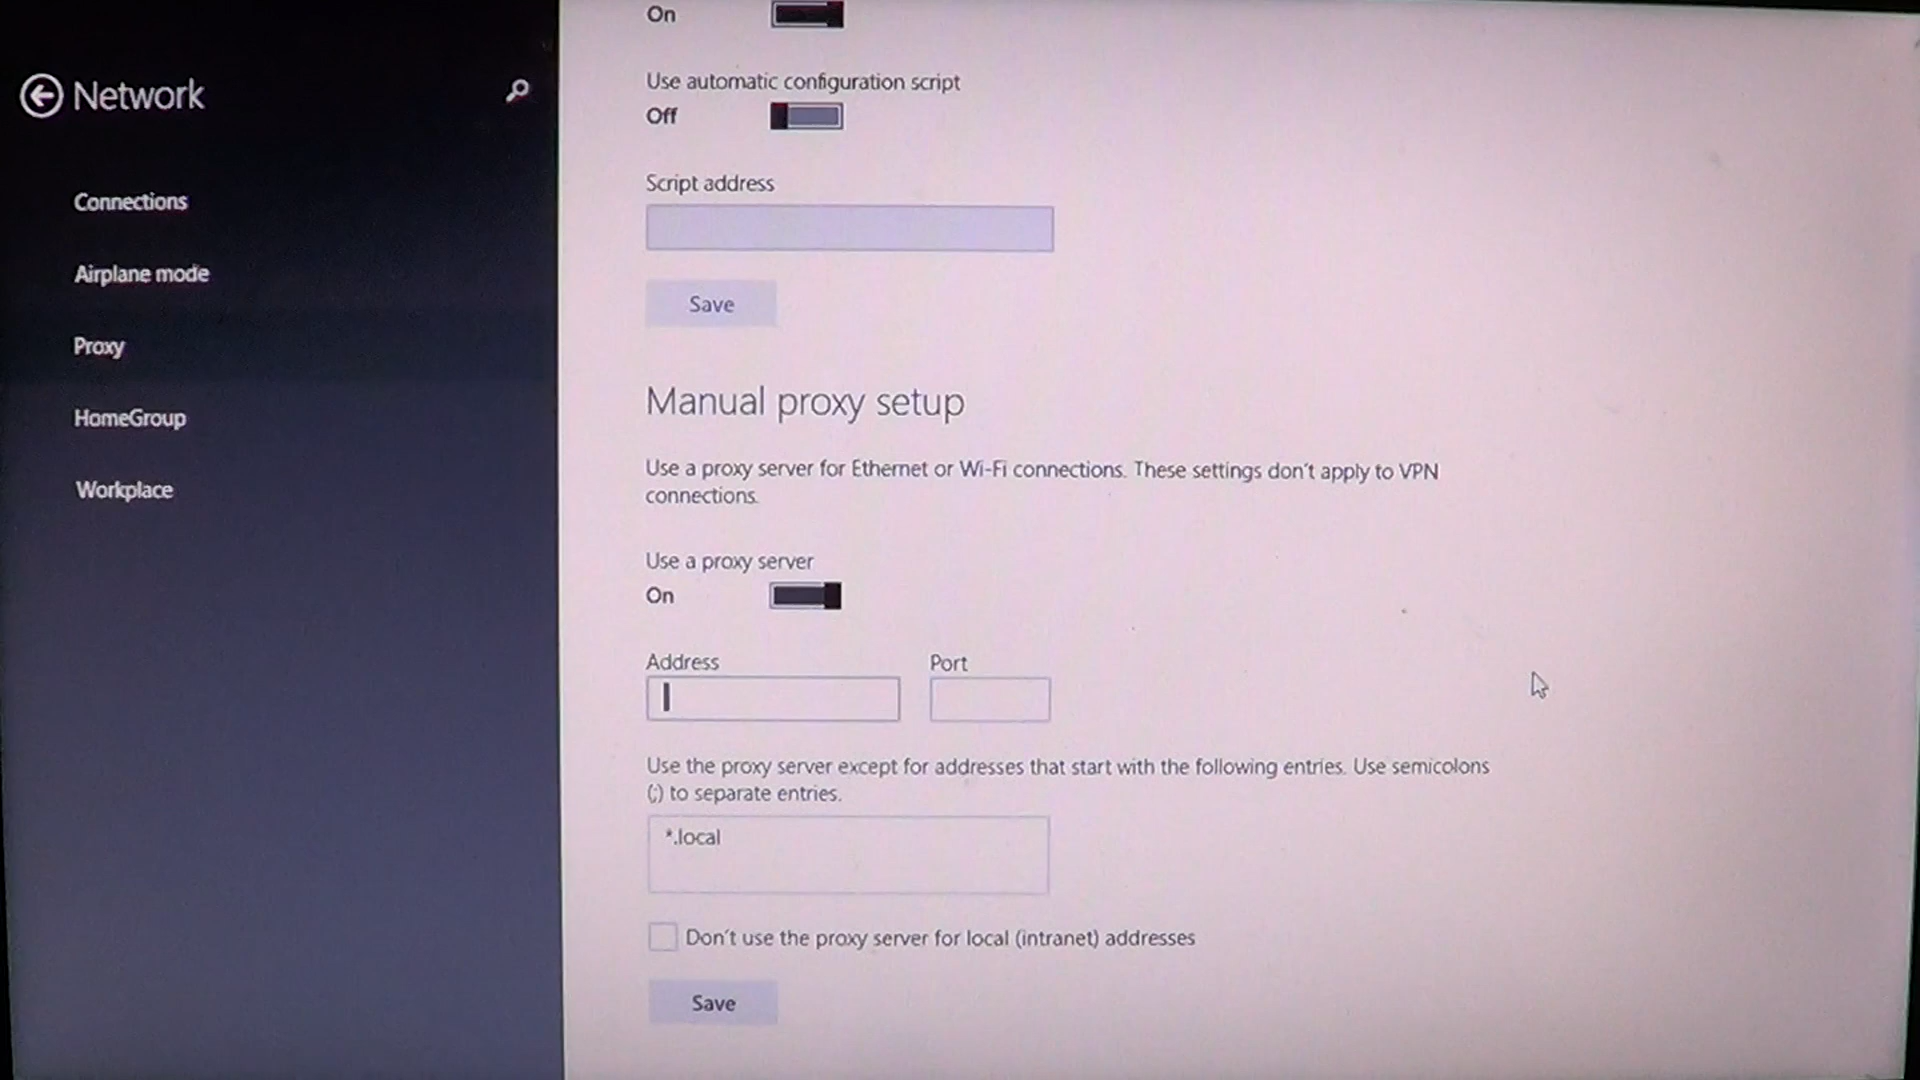 Network
Connections
Airplane mode
Proxy
HomeGroup
Workplace
On
Use automatic configuration script
Off
Script address
Save
Manual proxy setup
Use a proxy server for Ethernet or Wi-Fi connections. These settings don't apply to VPN
connections.
Use a proxy server
On
Address
Port
Use the proxy server except for addresses that start with the following entries. Use semicolons
(;) to separate entries.
*.local
Don't use the proxy server for local (intranet) addresses
Save